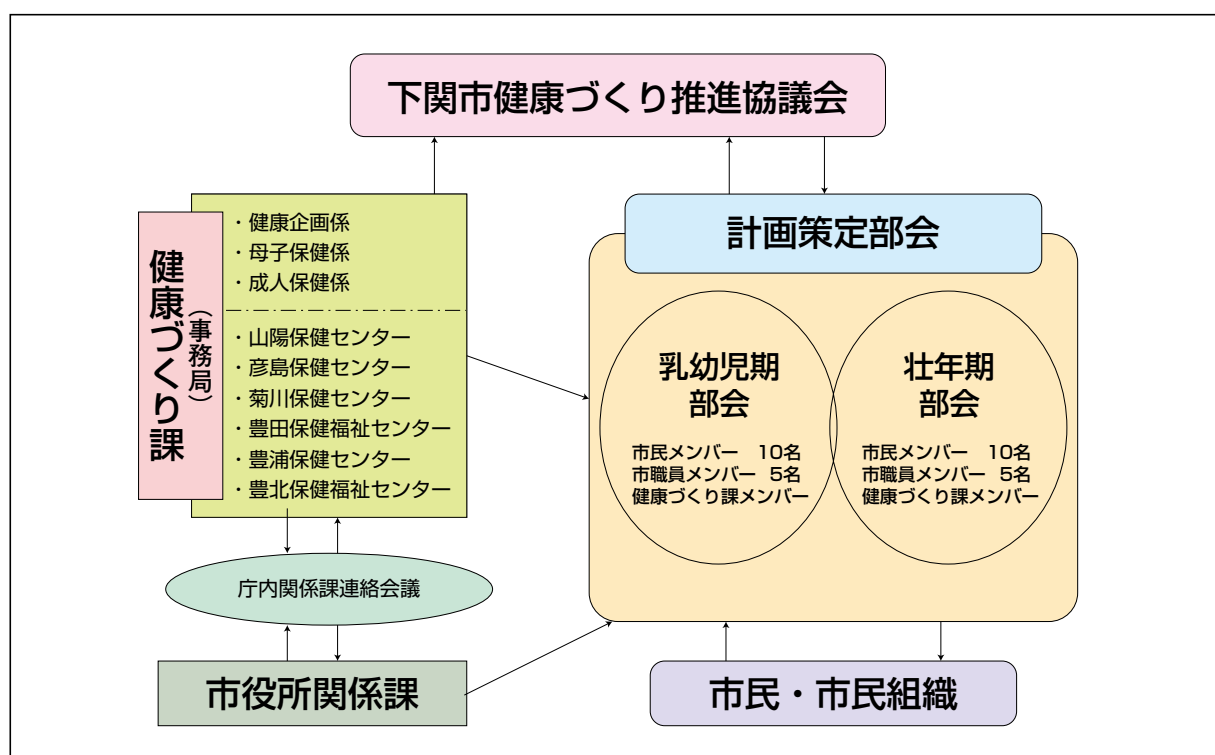 下関市健康づくり推進協議会
健康づくり課
（事務局）
・健康企画係
・母子保健係
・成人保健係
・山陽保健センター
・彦島保健センター
・菊川保健センター
・豊田保健福祉センター
・豊浦保健センター
・豊北保健福祉センター
庁内関係課連絡会議
市役所関係課
計画策定部会
乳幼児期
部会
市民メンバー　10名
市職員メンバー　5名
健康づくり課メンバー
壮年期
部会
市民メンバー　10名
市職員メンバー　5名
健康づくり課メンバー
市民・市民組織